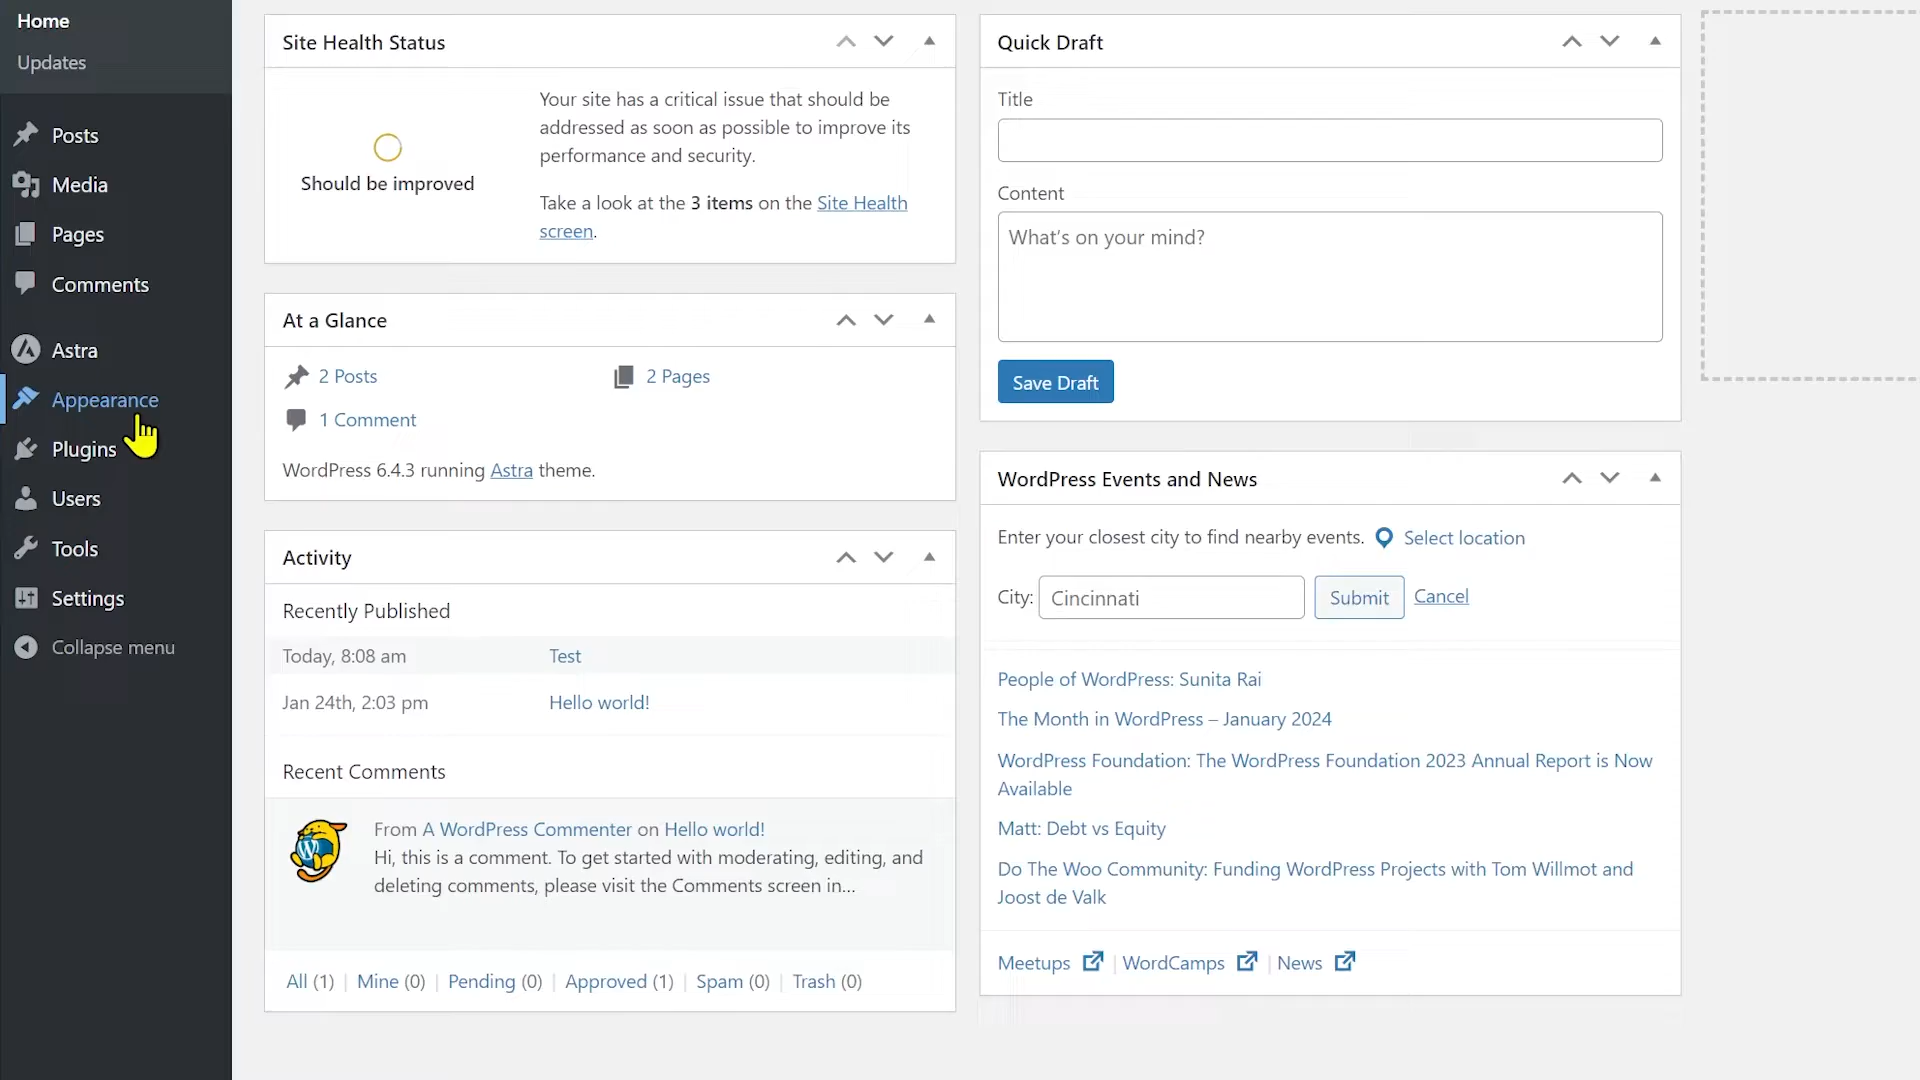 Home
Updates
Posts
Media
Pages
Comments
Astra
Appearance
Plugins
Users
Tools
Settings
Collapse menu
Site Health Status
Should be improved
Your site has a critical issue that should be
addressed as soon as possible to improve its
performance and security.
Take a look at the 3 items on the Site Health
screen.
At a Glance
2 Posts
2 Pages
1 Comment
WordPress 6.4.3 running Astra theme.
Activity
Recently Published
Today, 8:08 am Test
Jan 24th, 2:03 pm Hello world!
Recent Comments
From A WordPress Commenter on Hello world!
Hi, this is a comment. To get started with moderating, editing, and
deleting comments, please visit the Comments screen in…
All (1) | Mine (0) | Pending (0) | Approved (1) | Spam (0) | Trash (0)
Quick Draft
Title
Content
What's on your mind?
Save Draft
WordPress Events and News
Enter your closest city to find nearby events. Select location
City: Cincinnati Submit Cancel
People of WordPress: Sunita Rai
The Month in WordPress – January 2024
WordPress Foundation: The WordPress Foundation 2023 Annual Report is Now
Available
Matt: Debt vs Equity
Do The Woo Community: Funding WordPress Projects with Tom Willmot and
Joost de Valk
Meetups | WordCamps | News